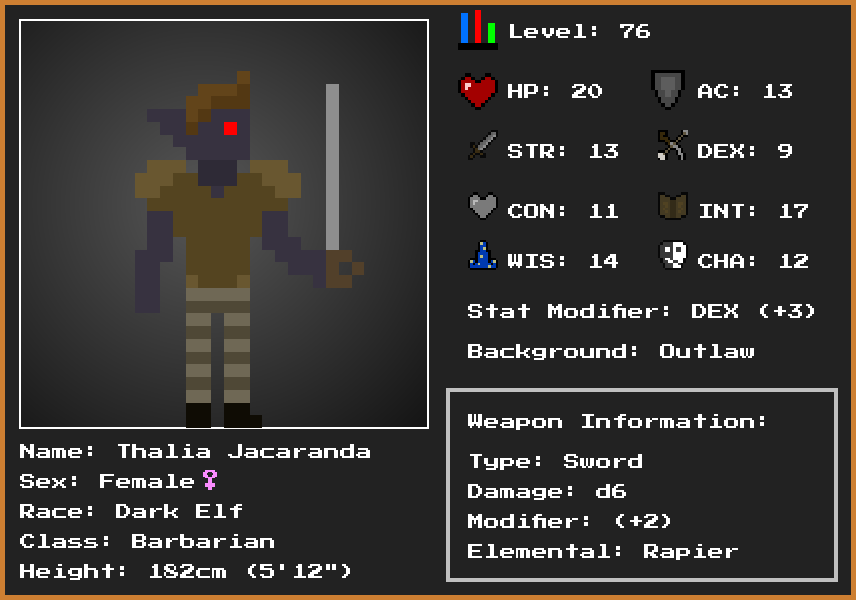 Level: 76
HP: 20
AC: 13
STR: 13
DEX: 9
CON: 11
INT: 17
WIS: 14
CHA: 12
Stat Modifier: DEX (+3)
Background: Outlaw
Weapon Information:
Type: Sword
Damage: d6
Modifier: (+2)
Elemental: Rapier
Name: Thalia Jacaranda
Sex: Female♀
Race: Dark Elf
Class: Barbarian
Height: 182cm (5'12")